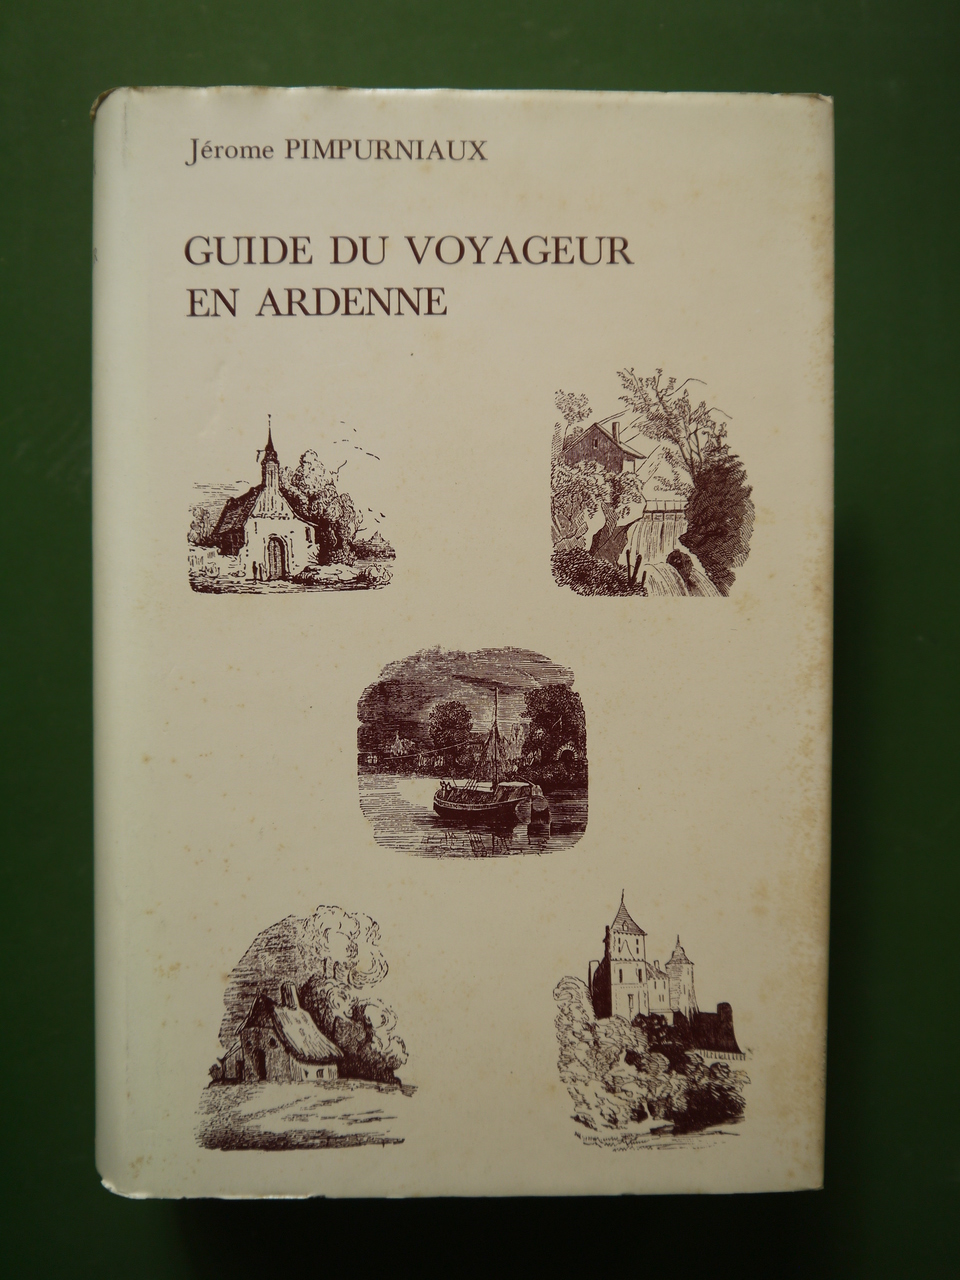 Jérome PIMPURNIAUX
GUIDE DU VOYAGEUR
EN ARDENNE